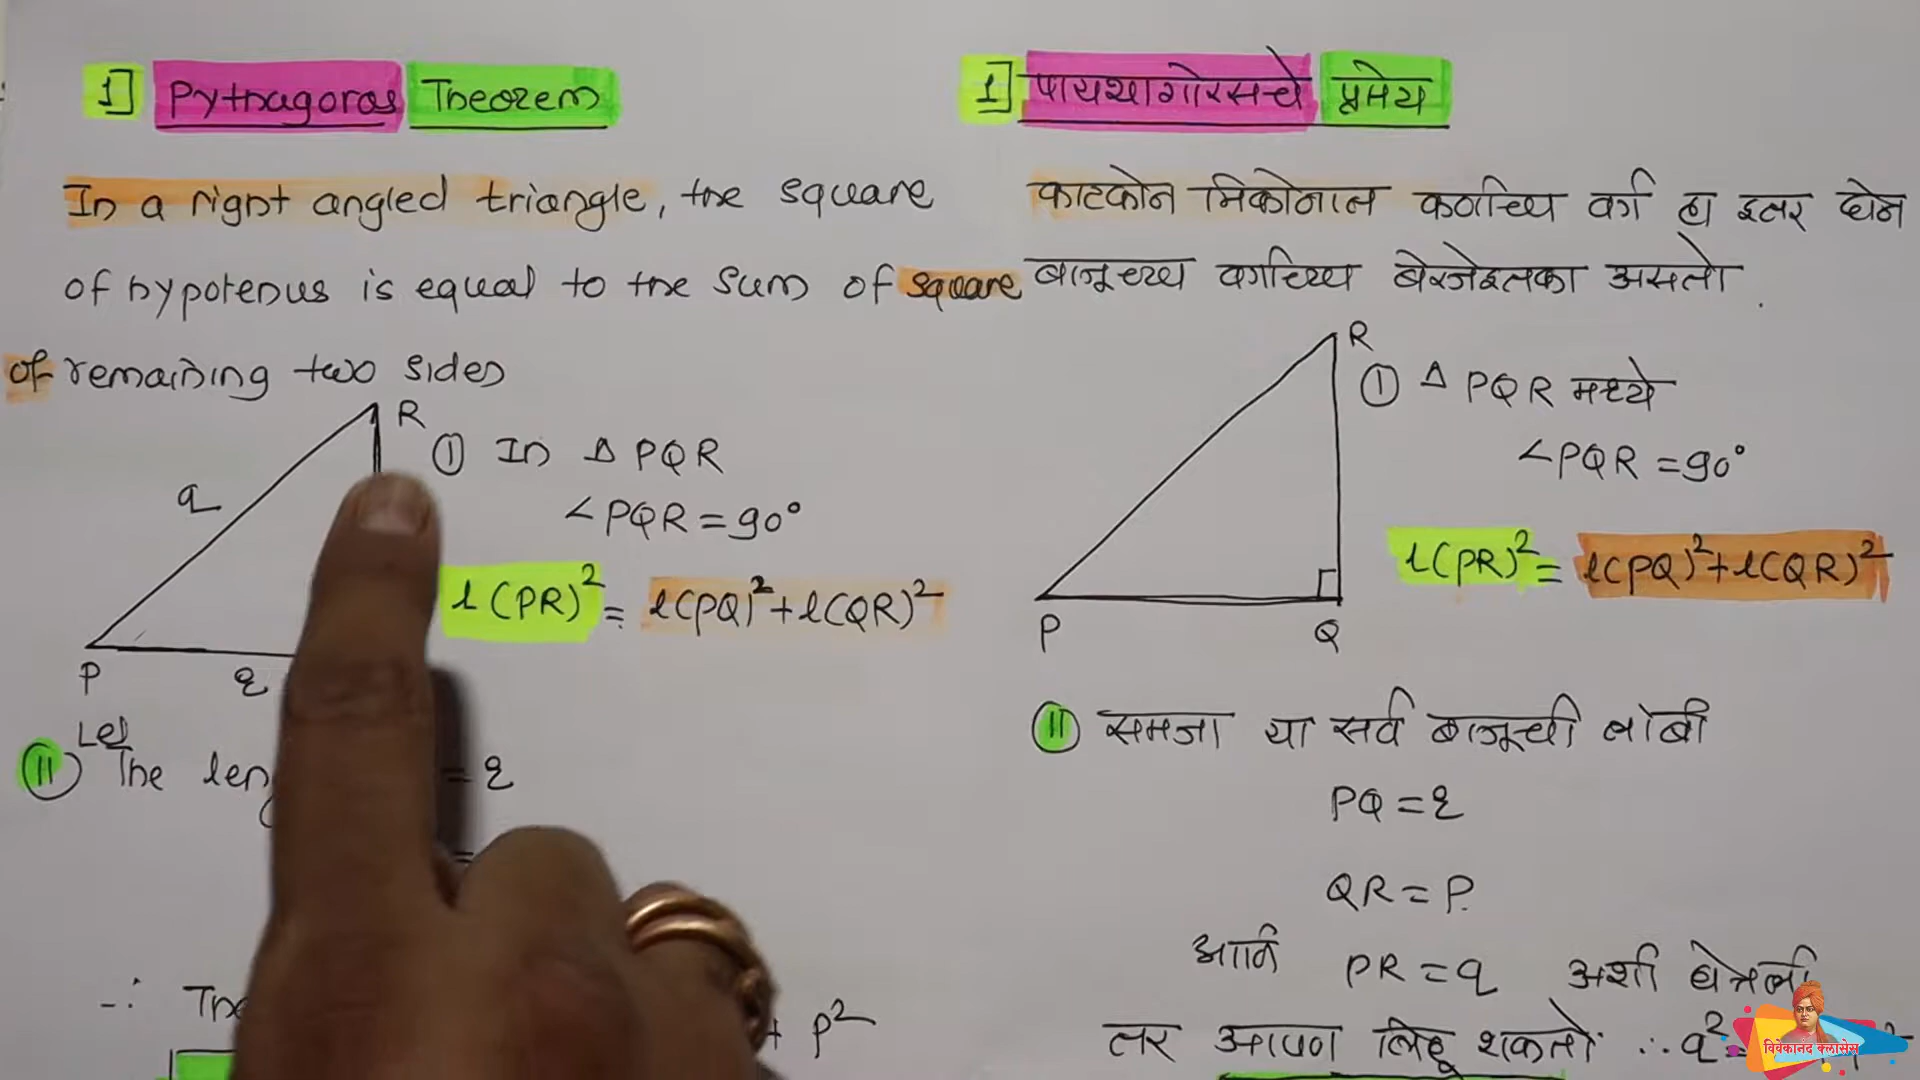 1] Pythagoras Theorem
In a right angled triangle, the square
of hypotenus is equal to the sum of square
of remaining two sides
R
① In Δ PQR
q
∠PQR = 90°
l(PR)² = l(PQ)² + l(QR)²
P
r
Let
(II) The
= r
=
∴
+ p²
1] पायथागोरसचे प्रमेय
काटकोन त्रिकोनात कर्णाच्या वर्ग हा इतर दोन
बाजूच्या वर्गाच्या बेरजेइतका असतो.
R
① Δ PQR मध्ये
∠PQR = 90°
l(PR)² = l(PQ)² + l(QR)²
P
Q
(II) समजा या सर्व बाजूची लांबी
PQ = r
QR = P.
आणि PR = q अशी घेतली
तर आपण लिहू शकतो ∴ q² =
विवेकानंद क्लासेस